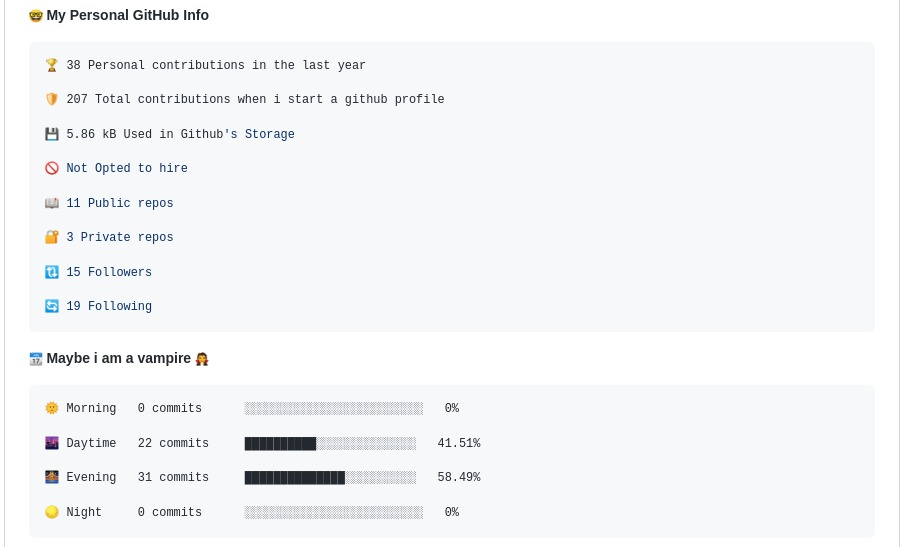 🤓 My Personal GitHub Info
🏆 38 Personal contributions in the last year
🛡️ 207 Total contributions when i start a github profile
💾 5.86 kB Used in Github's Storage
🚫 Not Opted to hire
📖 11 Public repos
🔐 3 Private repos
🔃 15 Followers
🔄 19 Following
📆 Maybe i am a vampire 🧛
🌞 Morning 0 commits ░░░░░░░░░░░░░░░░░░░░░░░░░ 0%
🌆 Daytime 22 commits ██████████░░░░░░░░░░░░░░ 41.51%
🌉 Evening 31 commits ██████████████░░░░░░░░░░ 58.49%
🌕 Night 0 commits ░░░░░░░░░░░░░░░░░░░░░░░░░ 0%